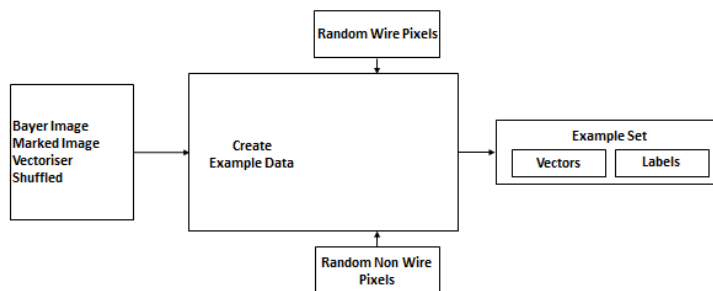 Random Wire Pixels
Bayer Image
Marked Image
Vectoriser
Shuffled
Create
Example Data
Example Set
Vectors
Labels
Random Non Wire
Pixels